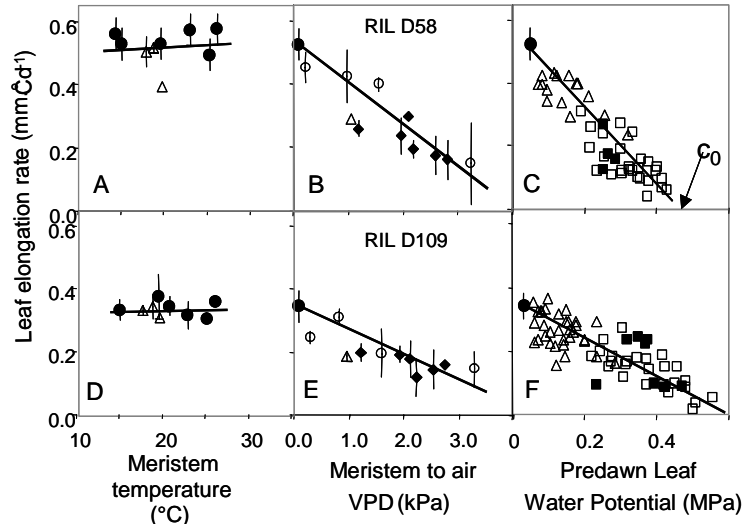 Leaf elongation rate (mm°Cd⁻¹)
0.6
0.4
0.2
0.0
A
RIL D58
B
C
c₀
0.6
0.4
0.2
0.0
D
RIL D109
E
F
10 20 30
0.0 1.0 2.0 3.0
0 0.2 0.4
Meristem
temperature
(°C)
Meristem to air
VPD (kPa)
Predawn Leaf
Water Potential (MPa)